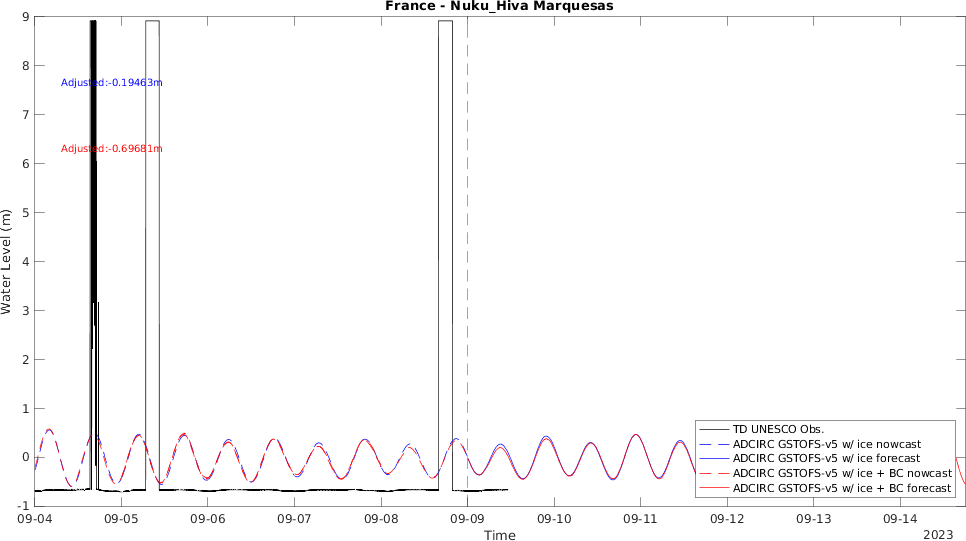 France - Nuku_Hiva Marquesas
9
8
Adjusted:-0.19463m
7
Adjusted:-0.69681m
6
5
4
3
2
1
0
-1
Water Level (m)
TD UNESCO Obs.
ADCIRC GSTOFS-v5 w/ ice nowcast
ADCIRC GSTOFS-v5 w/ ice forecast
ADCIRC GSTOFS-v5 w/ ice + BC nowcast
ADCIRC GSTOFS-v5 w/ ice + BC forecast
09-04 09-05 09-06 09-07 09-08 09-09 09-10 09-11 09-12 09-13 09-14
Time
2023